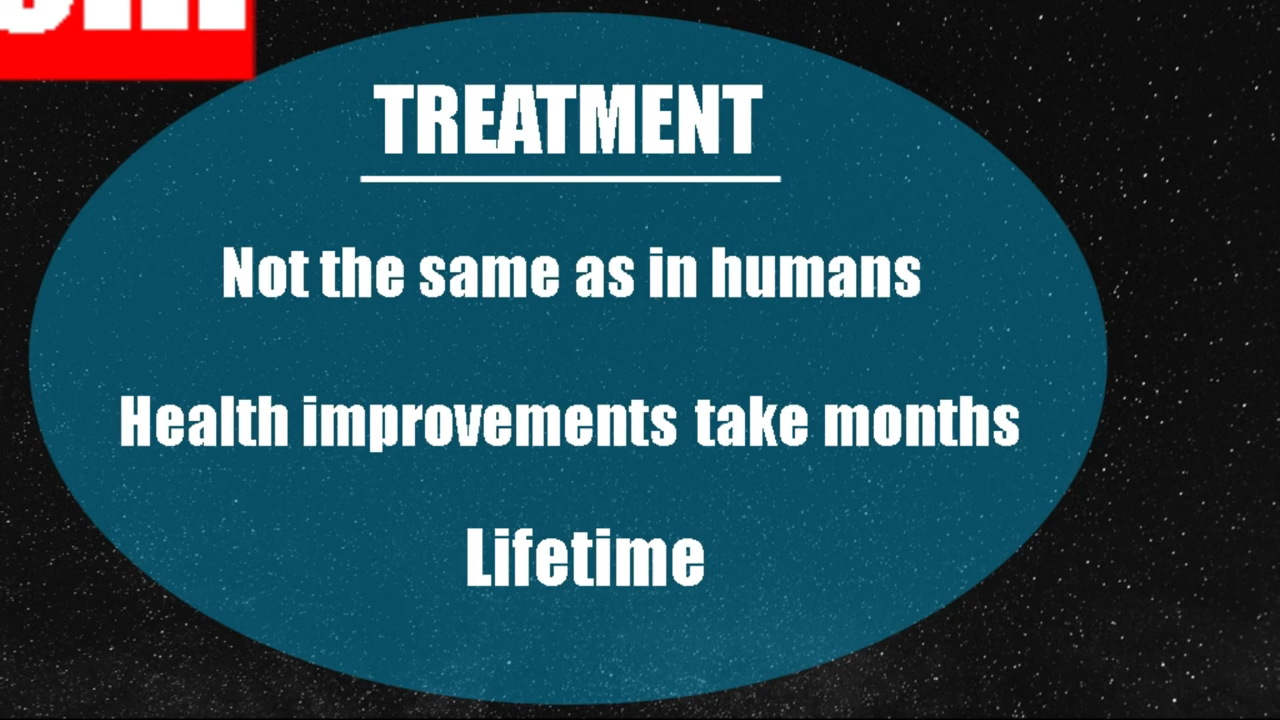 TREATMENT
Not the same as in humans
Health improvements take months
Lifetime